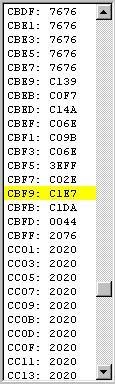 CBDF: 7676
CBE1: 7676
CBE3: 7676
CBE5: 7676
CBE7: 7676
CBE9: C139
CBEB: C0F7
CBED: C14A
CBEF: C06E
CBF1: C09B
CBF3: C06E
CBF5: 3EFF
CBF7: C02E
CBF9: C1E7
CBFB: C1DA
CBFD: 0044
CBFF: 2076
CC01: 2020
CC03: 2020
CC05: 2020
CC07: 2020
CC09: 2020
CC0B: 2020
CC0D: 2020
CC0F: 2020
CC11: 2020
CC13: 2020